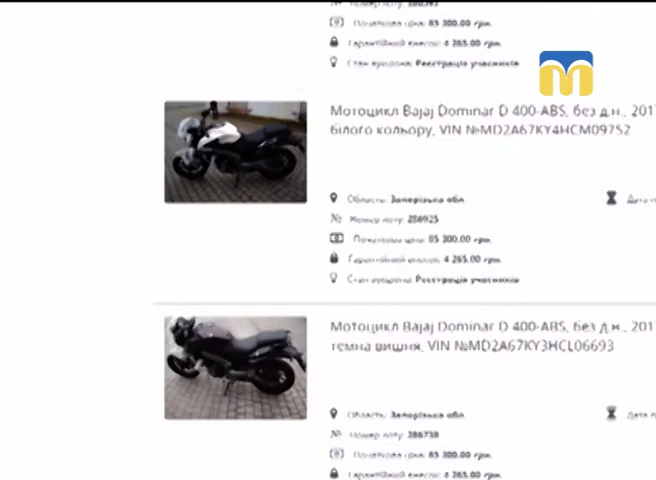 Номер лоту: 286393
Початкова ціна: 85 300.00 грн.
Гарантійний внесок: 4 265.00 грн.
Стан аукціона: Реєстрація учасників
Мотоцикл Bajaj Dominar D 400-ABS, без д.н., 201
білого кольору, VIN №MD2A67KY4HCM09752
Область: Запорізька обл.
Номер лоту: 286925
Початкова ціна: 85 300.00 грн.
Гарантійний внесок: 4 265.00 грн.
Стан аукціона: Реєстрація учасників
Мотоцикл Bajaj Dominar D 400-ABS, без д.н., 201
темна вишня, VIN №MD2A67KY3HCL06693
Область: Запорізька обл.
Номер лоту: 286738
Початкова ціна: 85 300.00 грн.
Гарантійний внесок: 4 265.00 грн.